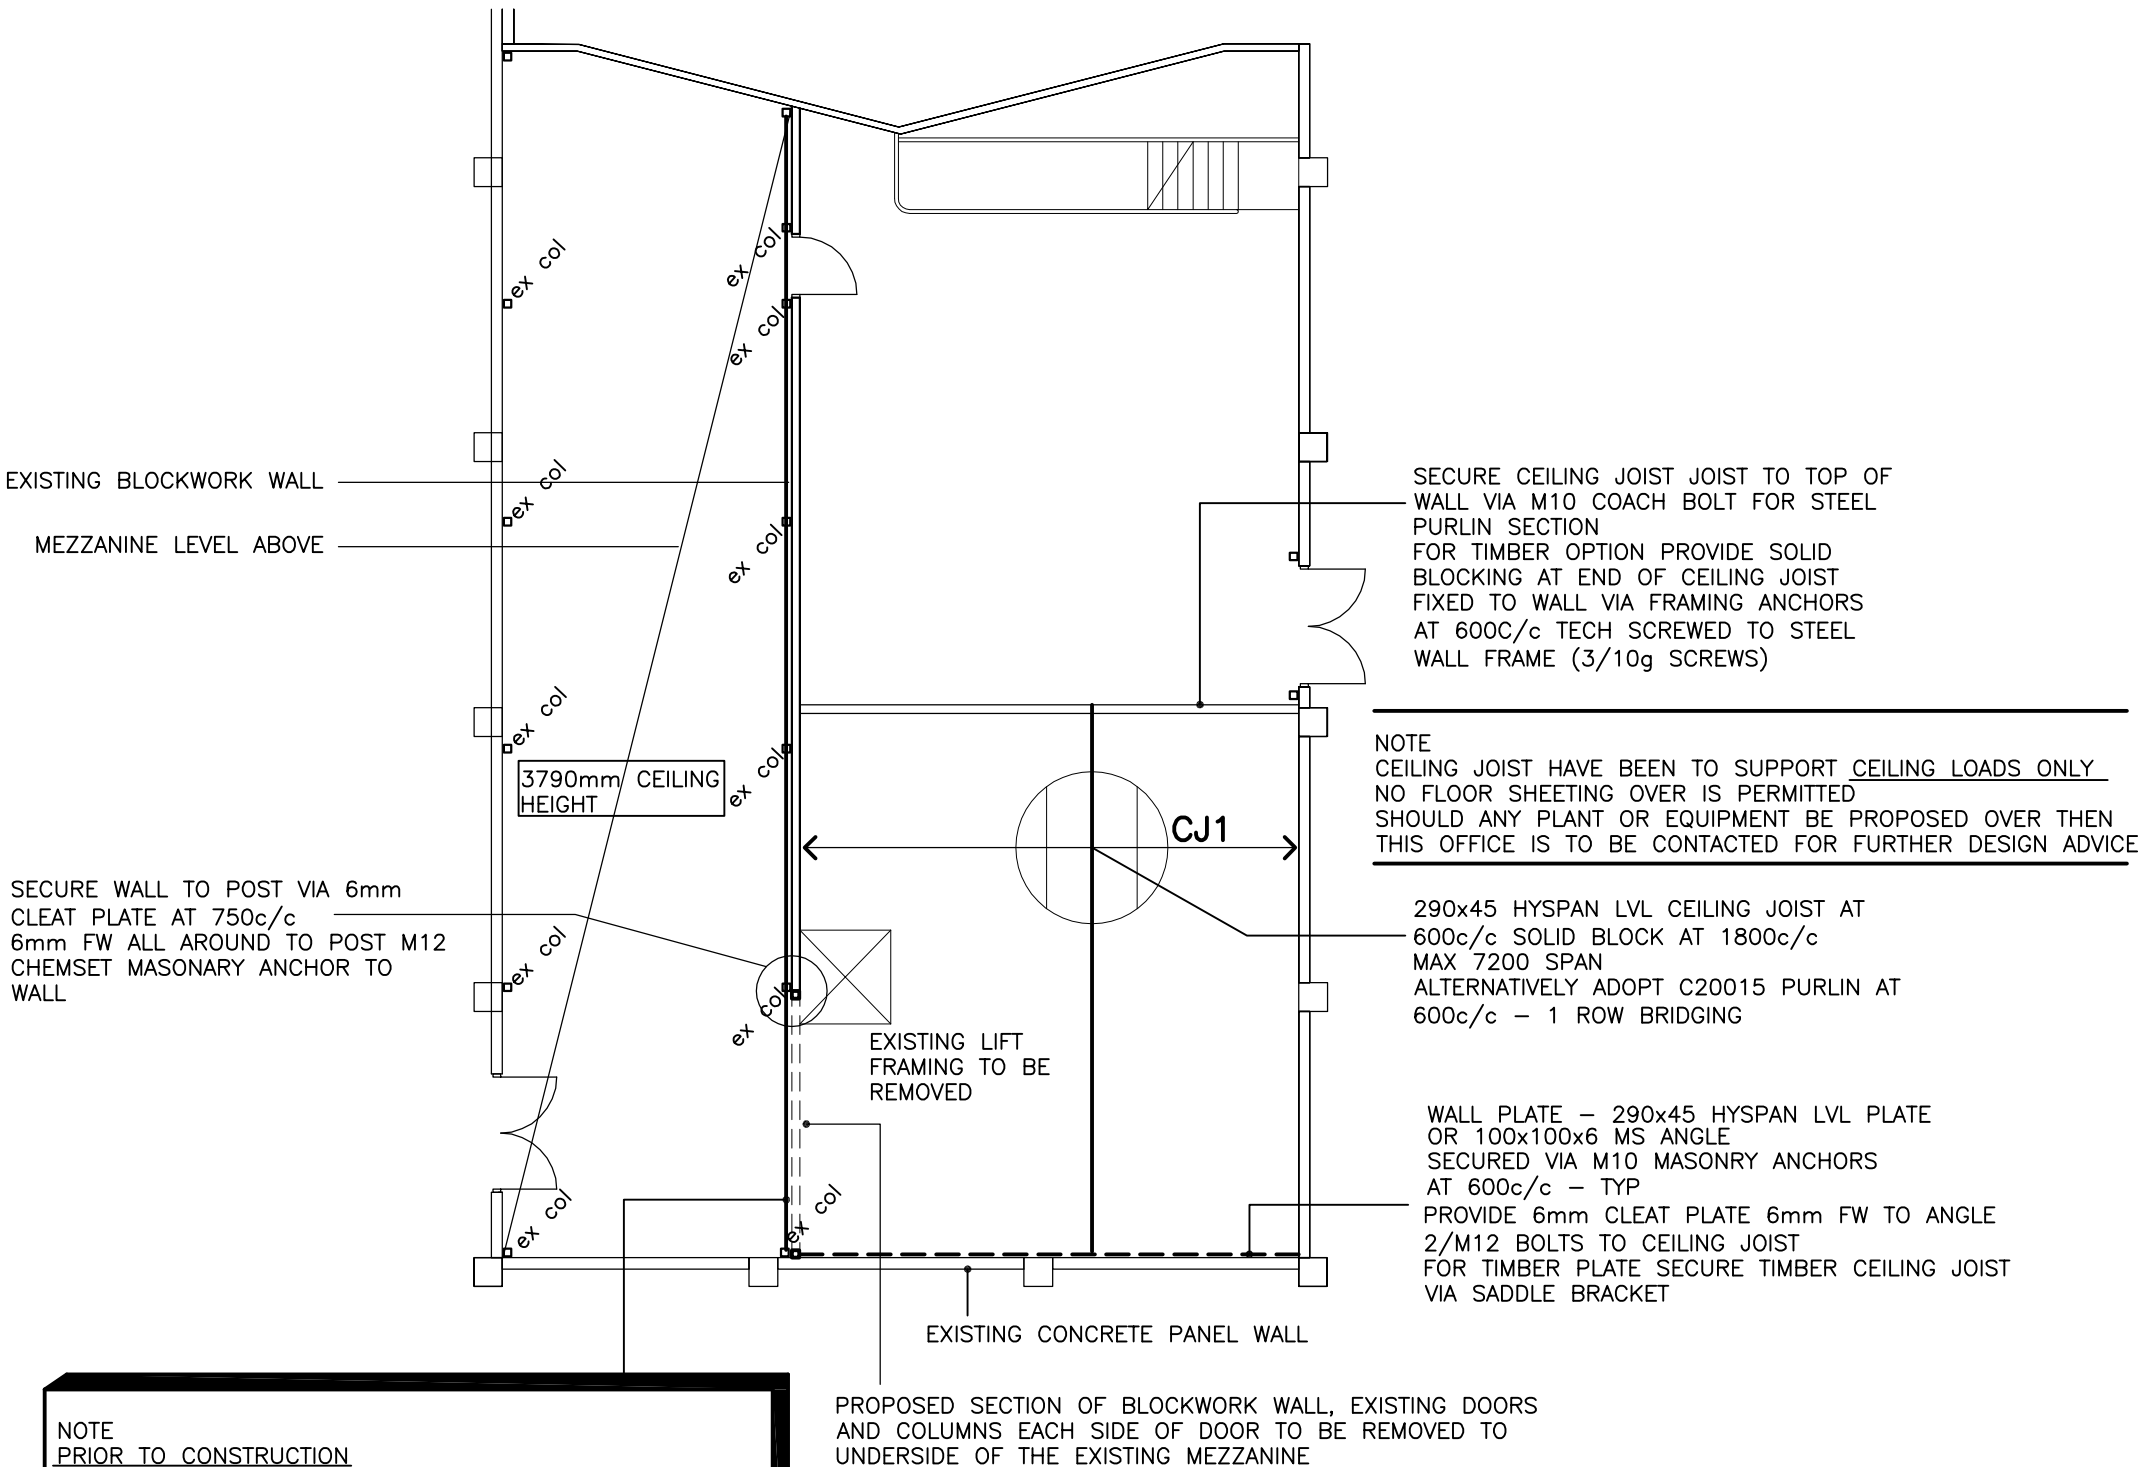 ex col
ex col
ex col
ex col
EXISTING BLOCKWORK WALL
ex col
MEZZANINE LEVEL ABOVE
ex col
SECURE CEILING JOIST JOIST TO TOP OF
WALL VIA M10 COACH BOLT FOR STEEL
PURLIN SECTION
FOR TIMBER OPTION PROVIDE SOLID
BLOCKING AT END OF CEILING JOIST
FIXED TO WALL VIA FRAMING ANCHORS
AT 600C/c TECH SCREWED TO STEEL
WALL FRAME (3/10g SCREWS)
ex col
ex col
3790mm CEILING
HEIGHT
NOTE
CEILING JOIST HAVE BEEN TO SUPPORT CEILING LOADS ONLY
NO FLOOR SHEETING OVER IS PERMITTED
SHOULD ANY PLANT OR EQUIPMENT BE PROPOSED OVER THEN
THIS OFFICE IS TO BE CONTACTED FOR FURTHER DESIGN ADVICE
CJ1
SECURE WALL TO POST VIA 6mm
CLEAT PLATE AT 750c/c
6mm FW ALL AROUND TO POST M12
CHEMSET MASONARY ANCHOR TO
WALL
ex col
ex col
290x45 HYSPAN LVL CEILING JOIST AT
600c/c SOLID BLOCK AT 1800c/c
MAX 7200 SPAN
ALTERNATIVELY ADOPT C20015 PURLIN AT
600c/c – 1 ROW BRIDGING
EXISTING LIFT
FRAMING TO BE
REMOVED
WALL PLATE – 290x45 HYSPAN LVL PLATE
OR 100x100x6 MS ANGLE
SECURED VIA M10 MASONRY ANCHORS
AT 600c/c – TYP
PROVIDE 6mm CLEAT PLATE 6mm FW TO ANGLE
2/M12 BOLTS TO CEILING JOIST
FOR TIMBER PLATE SECURE TIMBER CEILING JOIST
VIA SADDLE BRACKET
ex col
ex col
EXISTING CONCRETE PANEL WALL
PROPOSED SECTION OF BLOCKWORK WALL, EXISTING DOORS
AND COLUMNS EACH SIDE OF DOOR TO BE REMOVED TO
UNDERSIDE OF THE EXISTING MEZZANINE
NOTE
PRIOR TO CONSTRUCTION